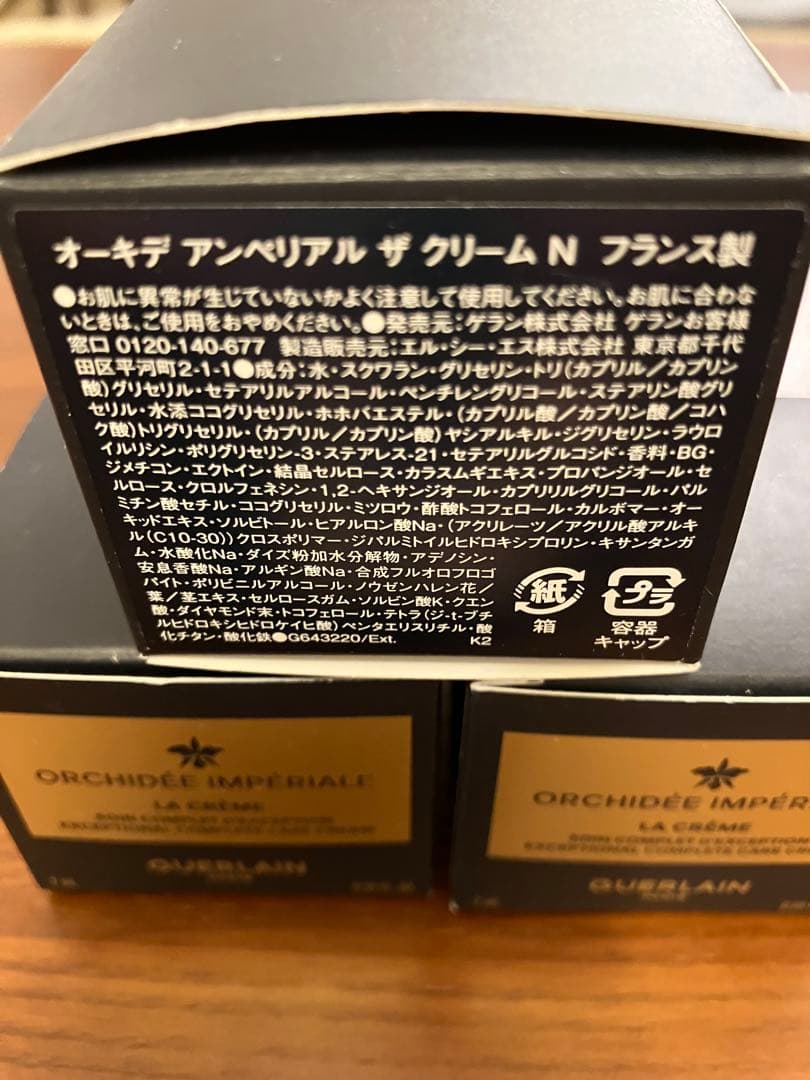 オーキデ アンペリアル ザ クリーム N フランス製
●お肌に異常が生じていないかよく注意して使用してください。お肌に合わな
いときは、ご使用をおやめください。●発売元：ゲラン株式会社 ゲランお客様
窓口 0120-140-677 製造販売元：エル・シー・エス株式会社 東京都千代
田区平河町2-1-1●成分：水・スクワラン・グリセリン・トリ(カプリル／カプリン
酸)グリセリル・セテアリルアルコール・ペンチレングリコール・ステアリン酸グリ
セリル・水添ココグリセリル・ホホバエステル・(カプリル酸／カプリン酸／コハ
ク酸)トリグリセリル・(カプリル／カプリン酸)ヤシアルキル・ジグリセリン・ラウロ
イルリシン・ポリグリセリン-3・ステアレス-21・セテアリルグルコシド・香料・BG・
ジメチコン・エクトイン・結晶セルロース・カラスムギエキス・プロパンジオール・セ
ルロース・クロルフェネシン・1,2-ヘキサンジオール・カプリリルグリコール・パル
ミチン酸セチル・ココグリセリル・ミツロウ・酢酸トコフェロール・カルボマー・オー
キッドエキス・ソルビトール・ヒアルロン酸Na・(アクリレーツ／アクリル酸アルキ
ル(C10-30))クロスポリマー・ジパルミトイルヒドロキシプロリン・キサンタンガ
ム・水酸化Na・ダイズ粉加水分解物・アデノシン・
安息香酸Na・アルギン酸Na・合成フルオロフロゴ
パイト・ポリビニルアルコール・ノウゼンハレン花／
葉／茎エキス・セルロースガム・ソルビン酸K・クエン
酸・ダイヤモンド末・トコフェロール・テトラ(ジ-t-ブチ
ルヒドロキシヒドロケイヒ酸)ペンタエリスリチル・酸
化チタン・酸化鉄●G643220/Ext. K2
紙
箱
プラ
容器
キャップ
ORCHIDÉE IMPÉRIALE
LA CRÈME
SOIN COMPLET D'EXCEPTION
EXCEPTIONAL COMPLETE CARE CREAM
GUERLAIN
ORCHIDÉE IMPÉR
LA CRÈME
SOIN COMPLET D'EXCEPTION
EXCEPTIONAL COMPLETE CARE CR
GUERLAIN